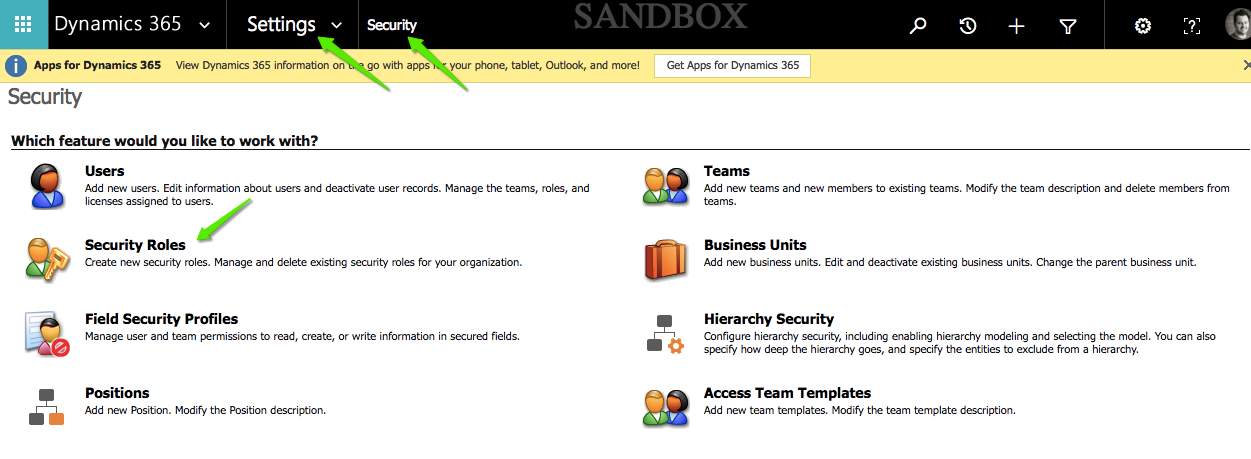 Dynamics 365 Settings Security SANDBOX
Apps for Dynamics 365 View Dynamics 365 information on the go with apps for your phone, tablet, Outlook, and more! Get Apps for Dynamics 365
Security
Which feature would you like to work with?
Users
Add new users. Edit information about users and deactivate user records. Manage the teams, roles, and
licenses assigned to users.
Teams
Add new teams and new members to existing teams. Modify the team description and delete members from
teams.
Security Roles
Create new security roles. Manage and delete existing security roles for your organization.
Business Units
Add new business units. Edit and deactivate existing business units. Change the parent business unit.
Field Security Profiles
Manage user and team permissions to read, create, or write information in secured fields.
Hierarchy Security
Configure hierarchy security, including enabling hierarchy modeling and selecting the model. You can also
specify how deep the hierarchy goes, and specify the entities to exclude from a hierarchy.
Positions
Add new Position. Modify the Position description.
Access Team Templates
Add new team templates. Modify the team template description.